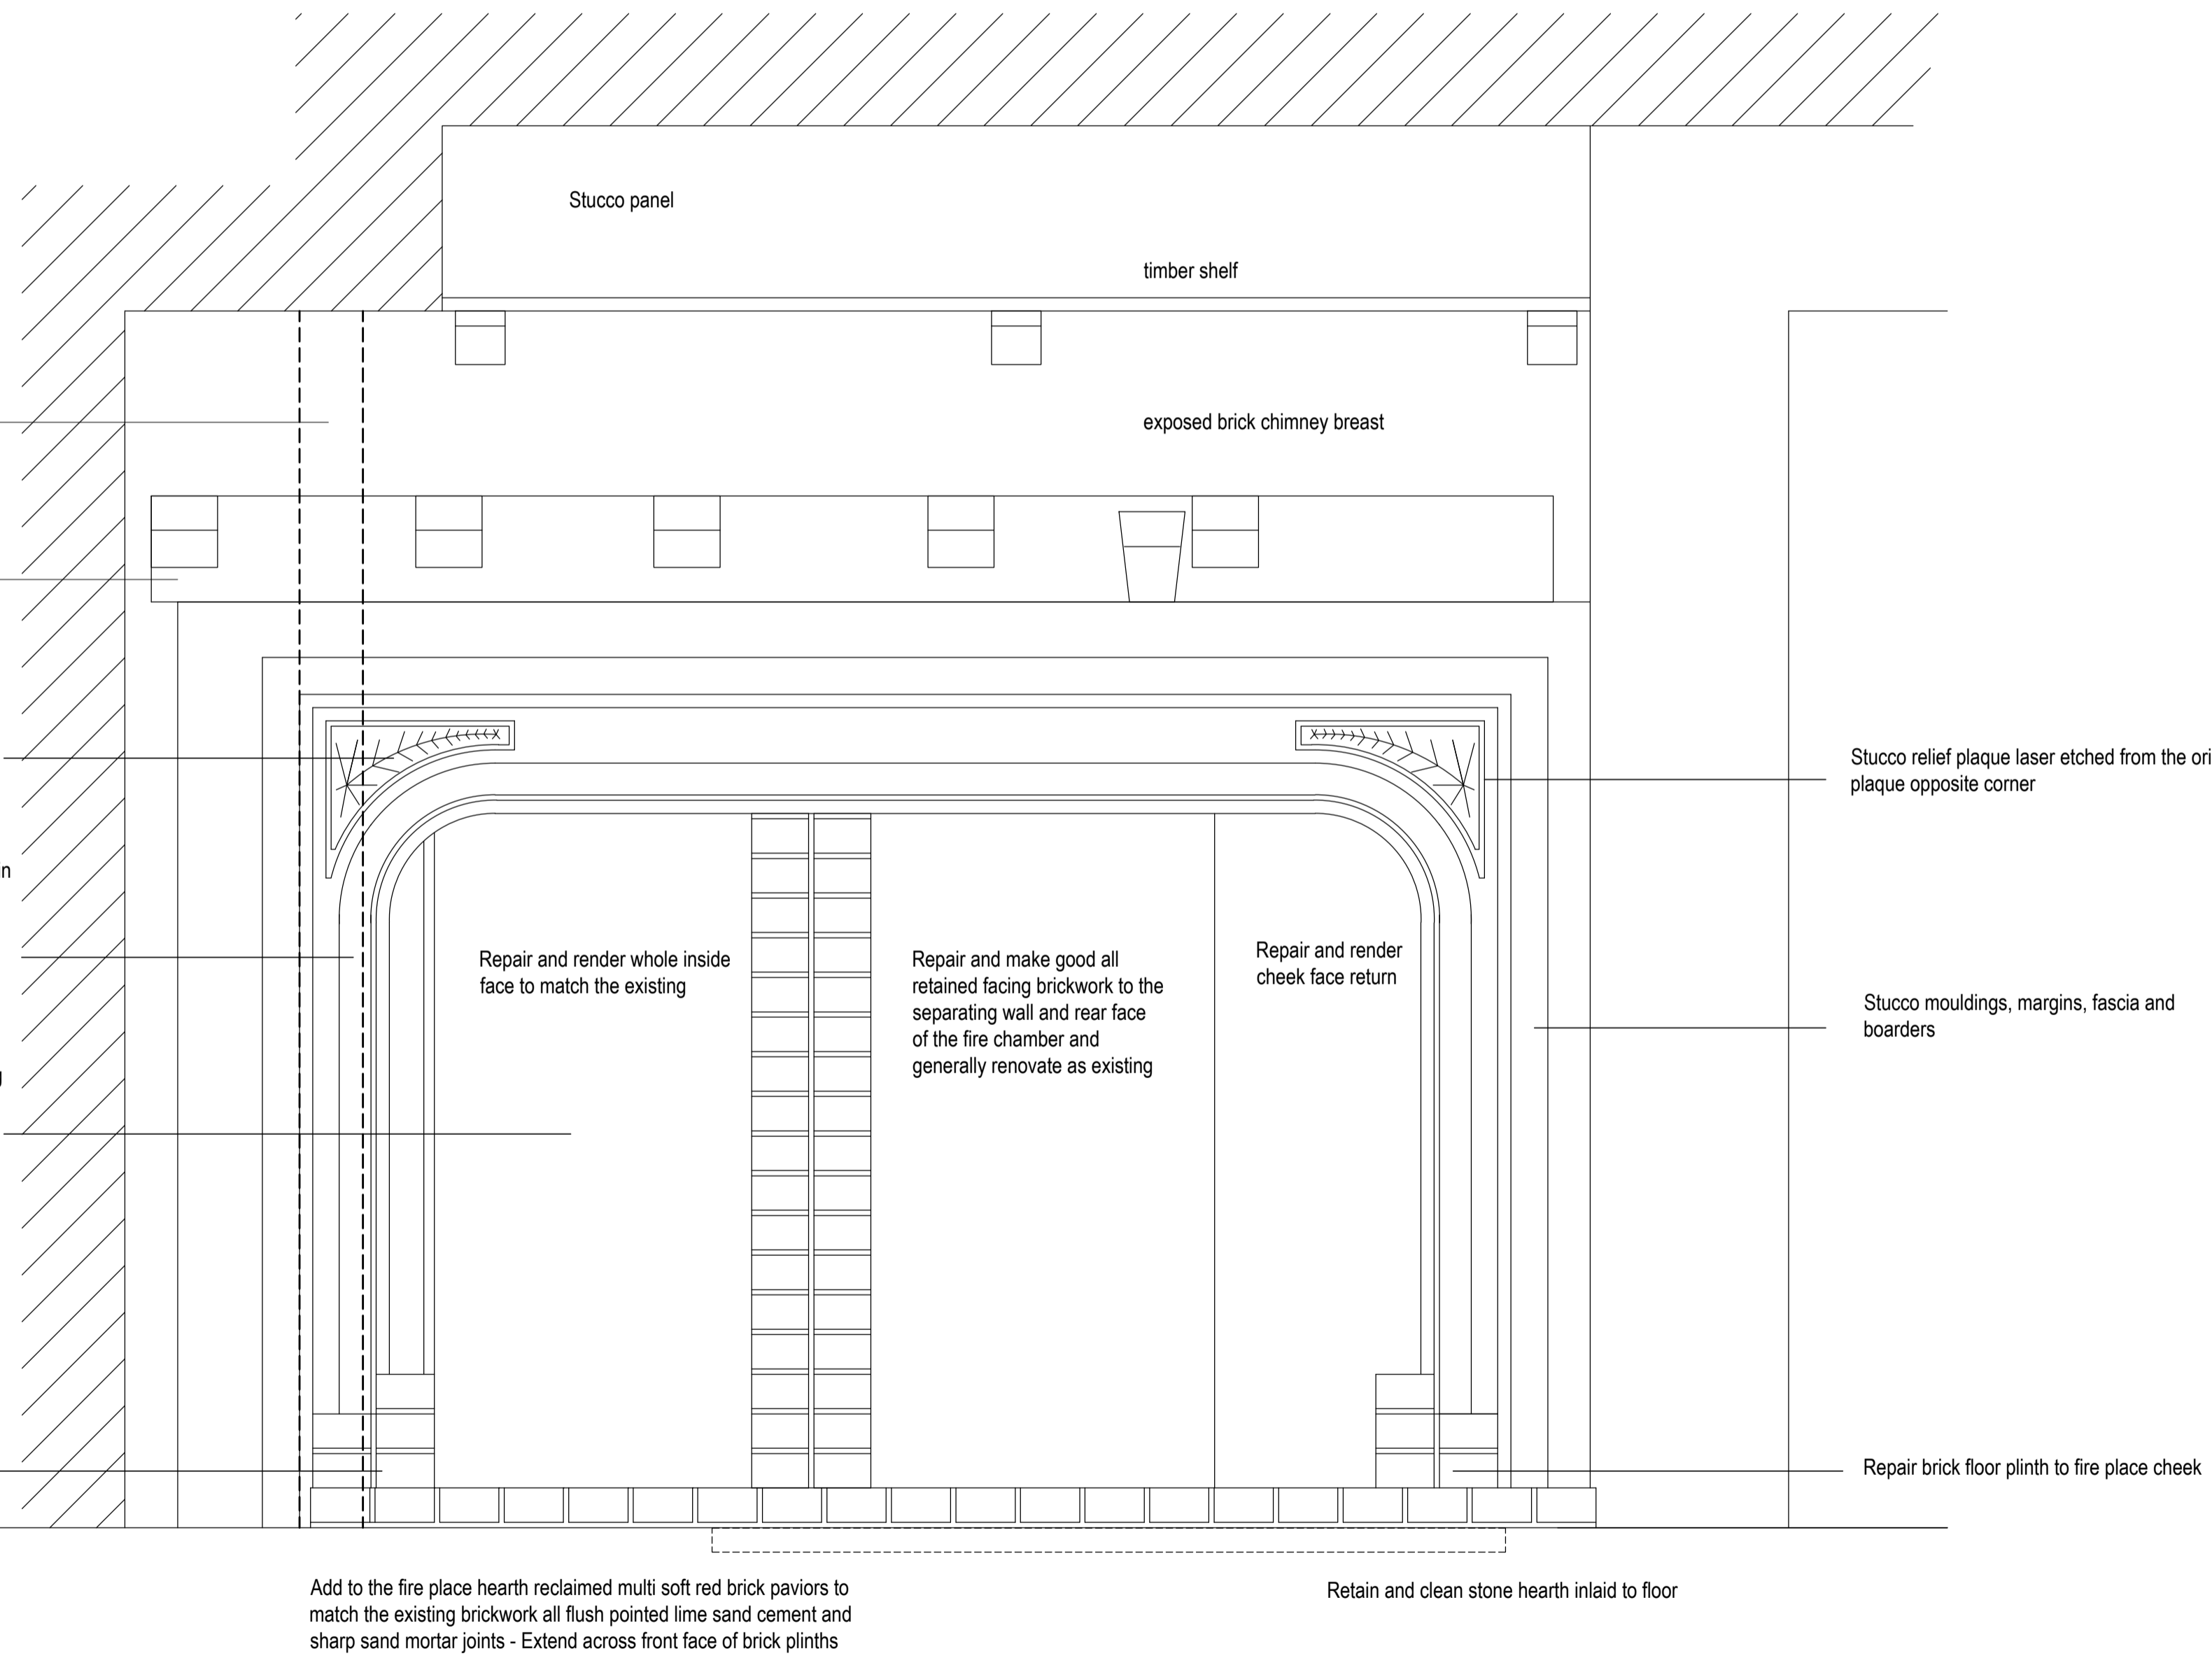 Stucco panel
timber shelf
exposed brick chimney breast
Stucco relief plaque laser etched from the
plaque opposite corner
Repair and render whole inside
face to match the existing
Repair and make good all
retained facing brickwork to the
separating wall and rear face
of the fire chamber and
generally renovate as existing
Repair and render
cheek face return
Stucco mouldings, margins, fascia and
boarders
Repair brick floor plinth to fire place cheek
Add to the fire place hearth reclaimed multi soft red brick paviors to
match the existing brickwork all flush pointed lime sand cement and
sharp sand mortar joints - Extend across front face of brick plinths
Retain and clean stone hearth inlaid to floor